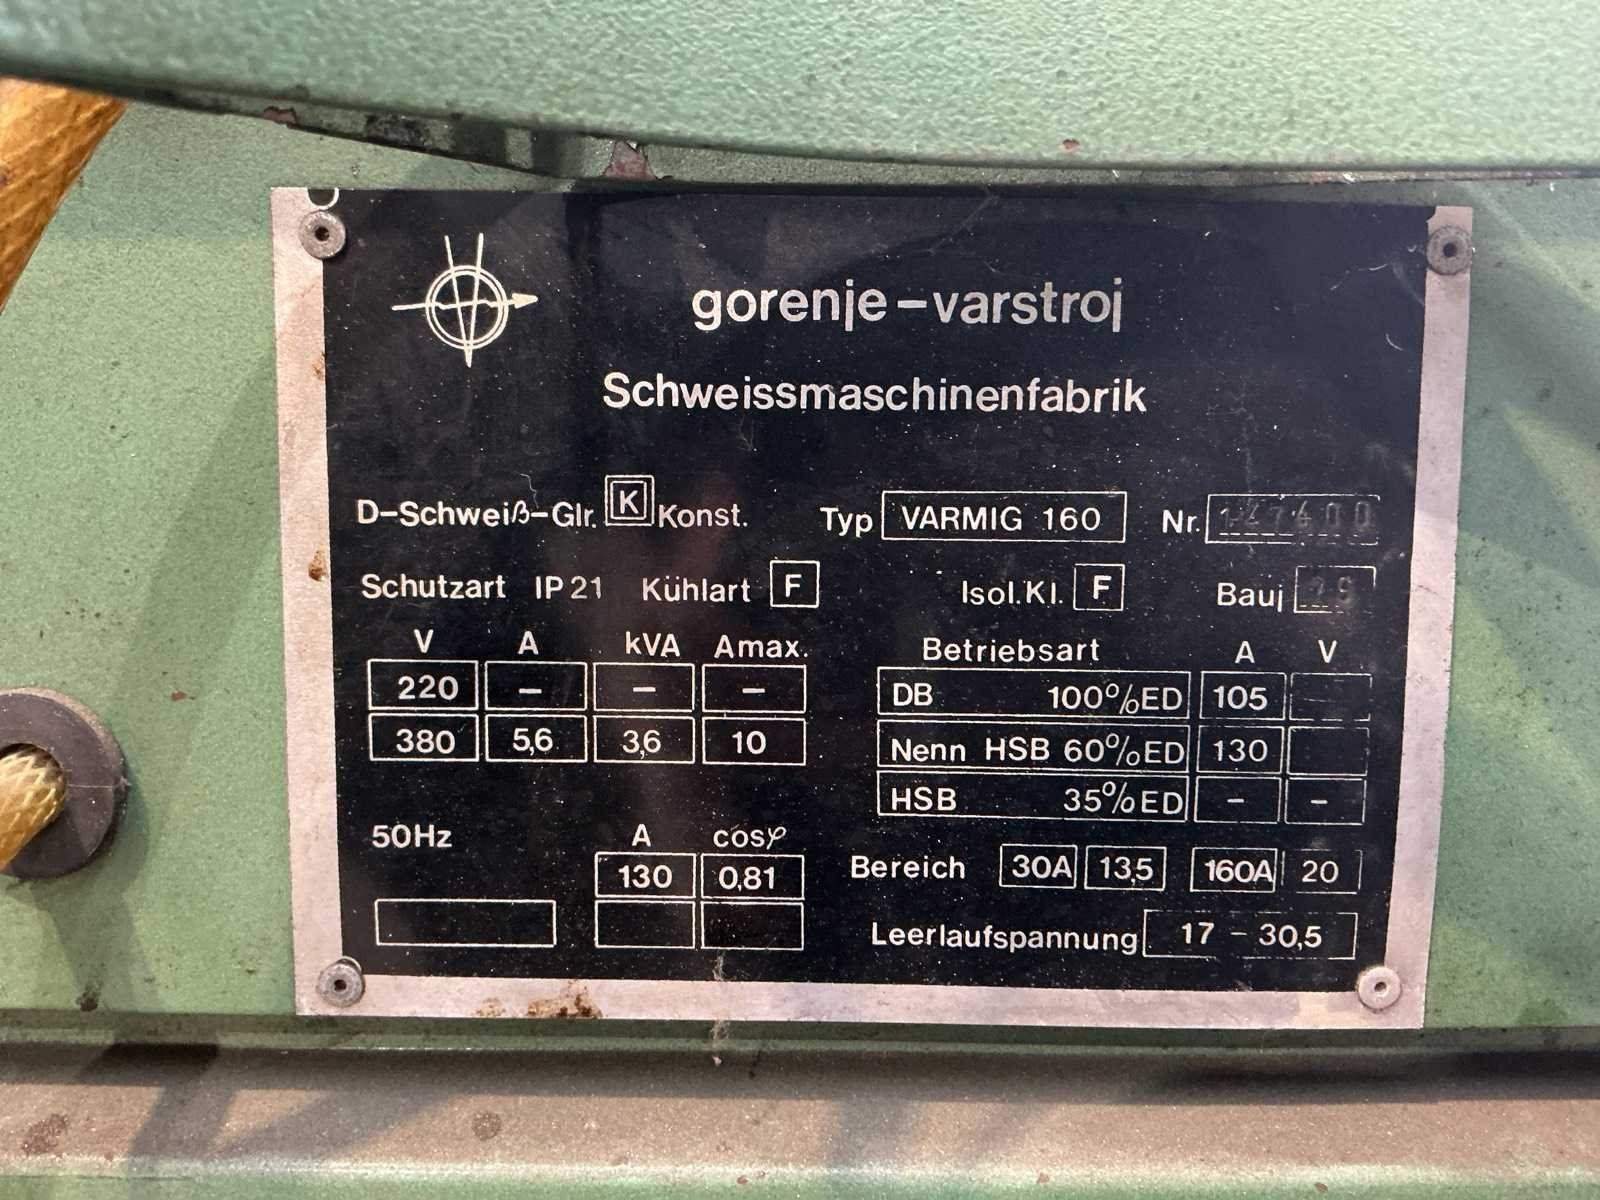 gorenje-varstroj
Schweissmaschinenfabrik
D-Schweiß-Glr. K Konst. Typ VARMIG 160 Nr.
Schutzart IP21 Kühlart F Isol.Kl. F Bauj
V A kVA Amax. Betriebsart A V
220 – – – DB 100%ED 105
380 5,6 3,6 10 Nenn HSB 60%ED 130
HSB 35%ED – –
50Hz A cosφ
130 0,81 Bereich 30A 13,5 160A 20
Leerlaufspannung 17 – 30,5